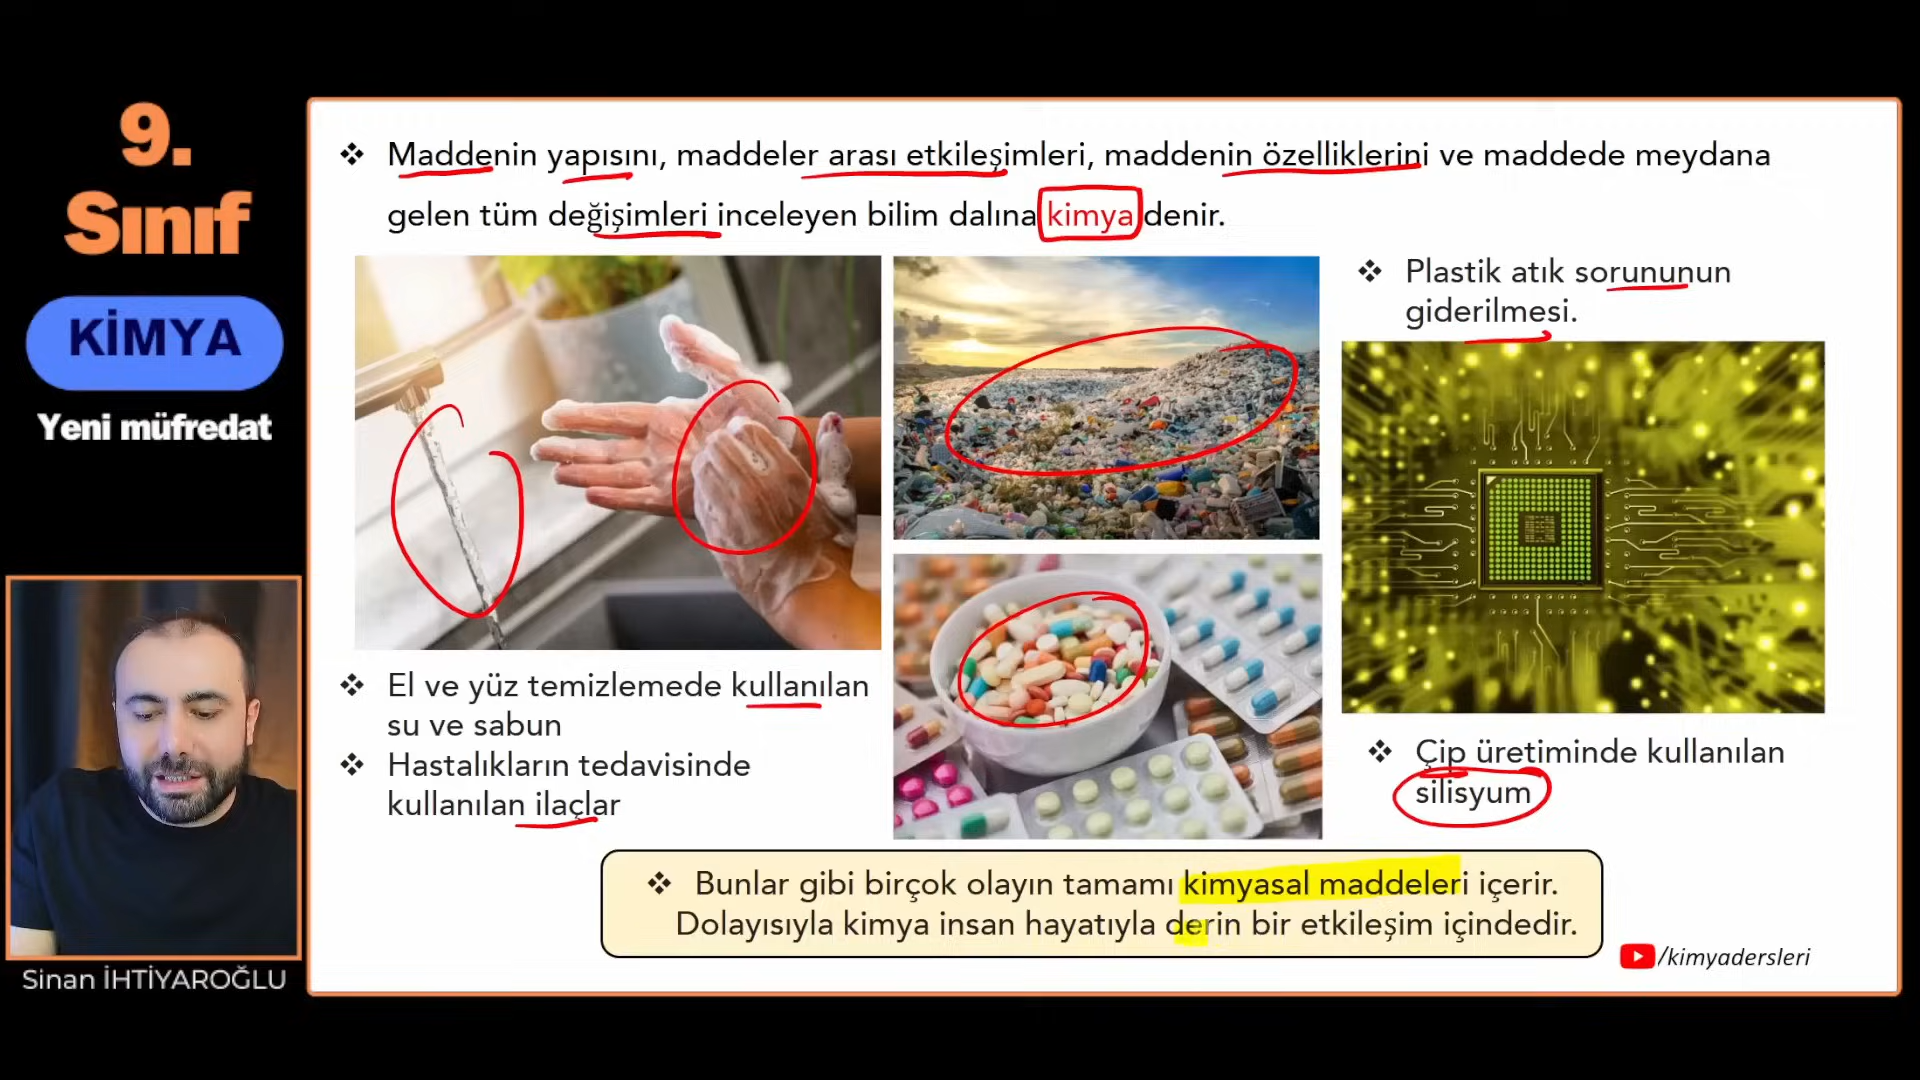 9.
Sınıf
KİMYA
Yeni müfredat
Sinan İHTİYAROĞLU
❖ Maddenin yapısını, maddeler arası etkileşimleri, maddenin özelliklerini ve maddede meydana
gelen tüm değişimleri inceleyen bilim dalına kimya denir.
❖ Plastik atık sorununun
giderilmesi.
❖ El ve yüz temizlemede kullanılan
su ve sabun
❖ Hastalıkların tedavisinde
kullanılan ilaçlar
❖ Çip üretiminde kullanılan
silisyum
❖ Bunlar gibi birçok olayın tamamı kimyasal maddeleri içerir.
Dolayısıyla kimya insan hayatıyla derin bir etkileşim içindedir.
/kimyadersleri